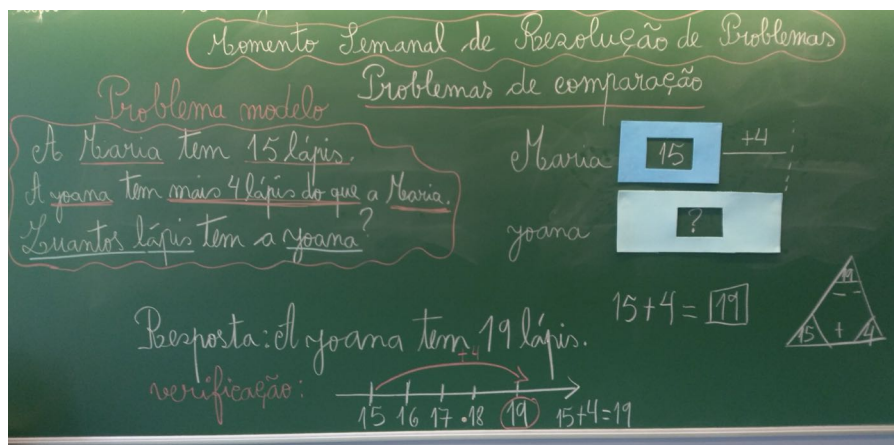 Momento Semanal de Resolução de Problemas
Problemas de comparação
Problema modelo
A Maria tem 15 lápis.
A Joana tem mais 4 lápis do que a Maria.
Quantos lápis tem a Joana?
Maria 15 +4
Joana ?
15+4= 19
19
- -
15 + 4
Resposta: A Joana tem 19 lápis.
verificação:
+4
15 16 17 18 19 15+4=19